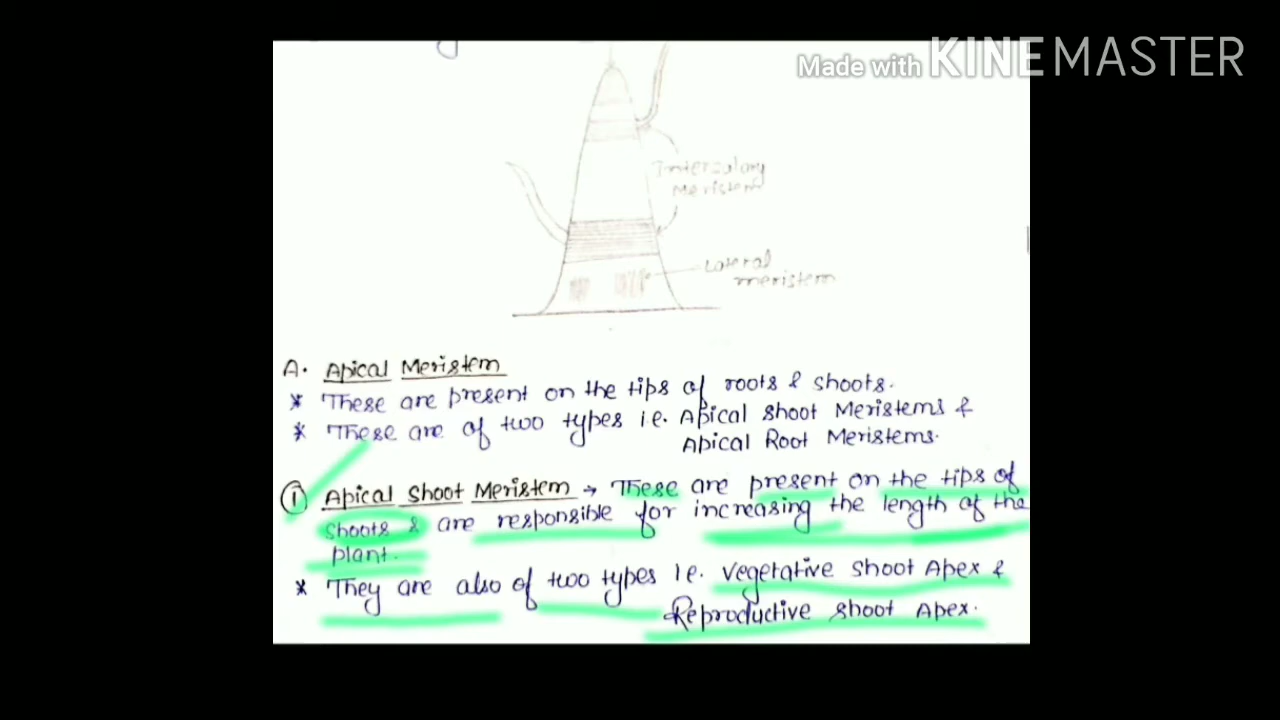 Made with KINEMASTER
Intercalary
Meristem
Lateral
meristem
A. Apical Meristem
* These are present on the tips of roots & shoots.
* These are of two types i.e. Apical shoot Meristems &
Apical Root Meristems.
① Apical Shoot Meristem → These are present on the tips of
shoots & are responsible for increasing the length of the
plant.
* They are also of two types i.e. Vegetative shoot Apex &
Reproductive shoot Apex.